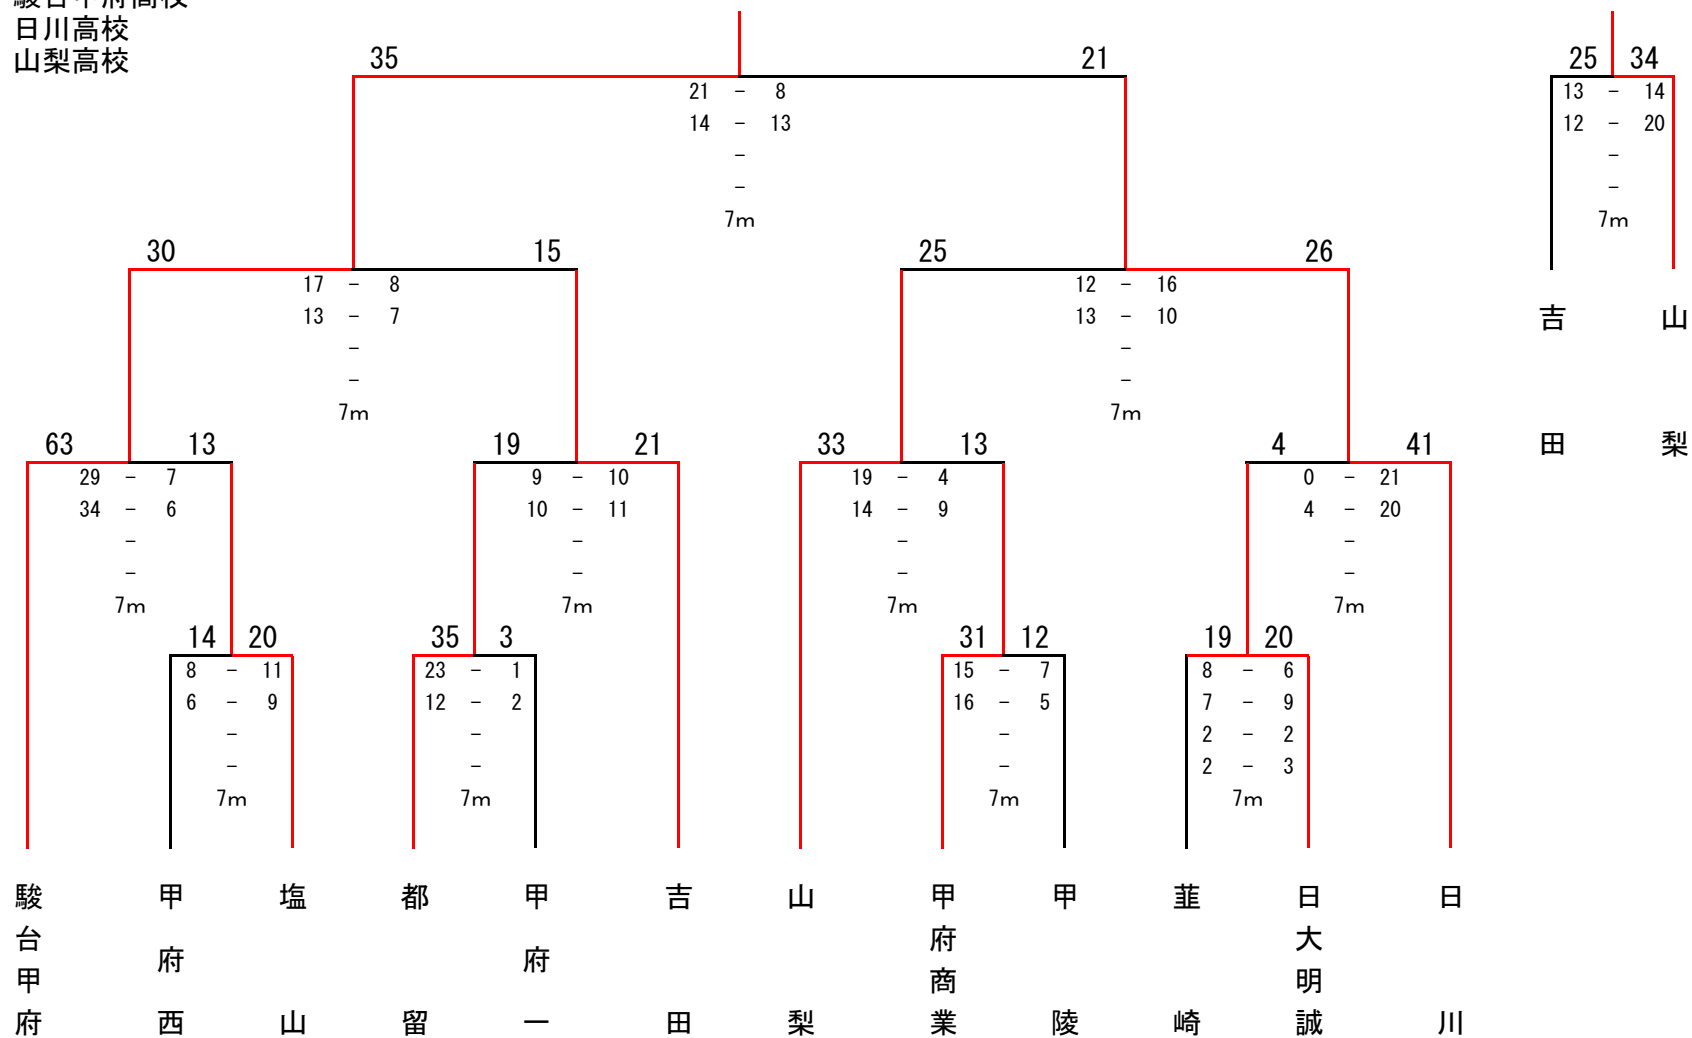 駿台甲府高校
日川高校
山梨高校
35 21 25 34
21 - 8 13 - 14
14 - 13 12 - 20
- -
- -
7m 7m
30 15 25 26
17 - 8 12 - 16
13 - 7 13 - 10
- -
- -
7m 7m
吉田 山梨
63 13 19 21 33 13 4 41
29 - 7 9 - 10 19 - 4 0 - 21
34 - 6 10 - 11 14 - 9 4 - 20
- - - -
- - - -
7m 7m 7m 7m
14 20 35 3 31 12 19 20
8 - 11 23 - 1 15 - 7 8 - 6
6 - 9 12 - 2 16 - 5 7 - 9
- - - 2 - 2
- - - 2 - 3
7m 7m 7m 7m
駿台甲府
甲府西
塩山
都留
甲府一
吉田
山梨
甲府商業
甲陵
韮崎
日大明誠
日川